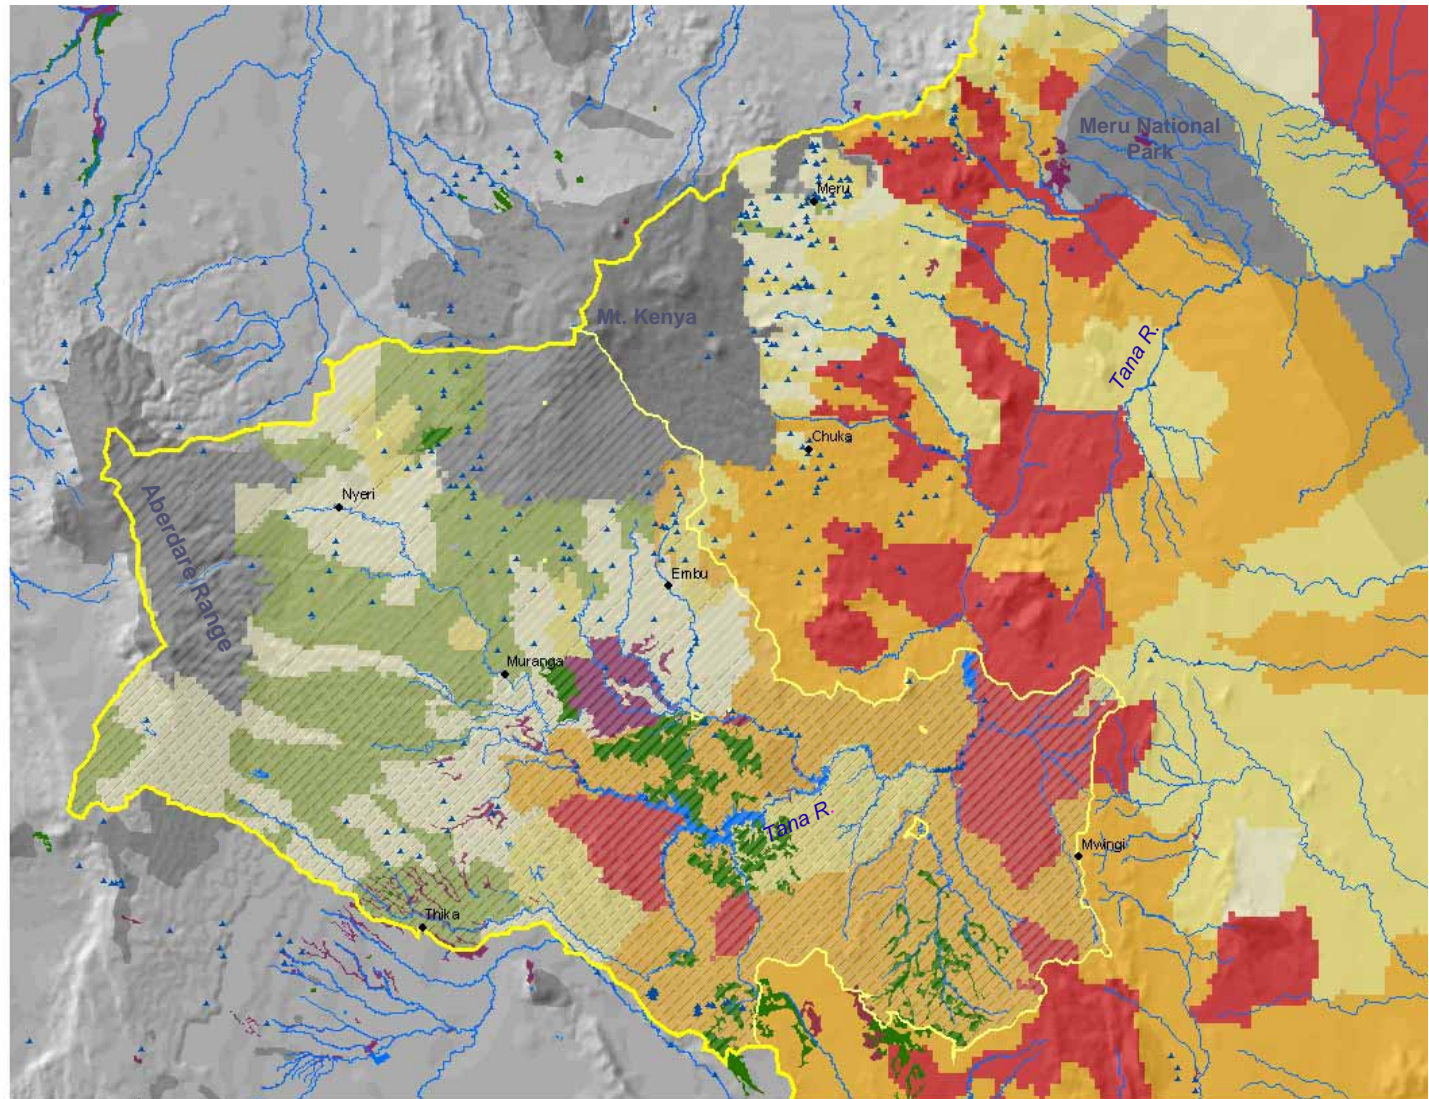 Meru National
Park
Meru
Mt. Kenya
Tana R.
Chuka
Nyeri
Aberdare Range
Embu
Muranga
Tana R.
Mwingi
Thika